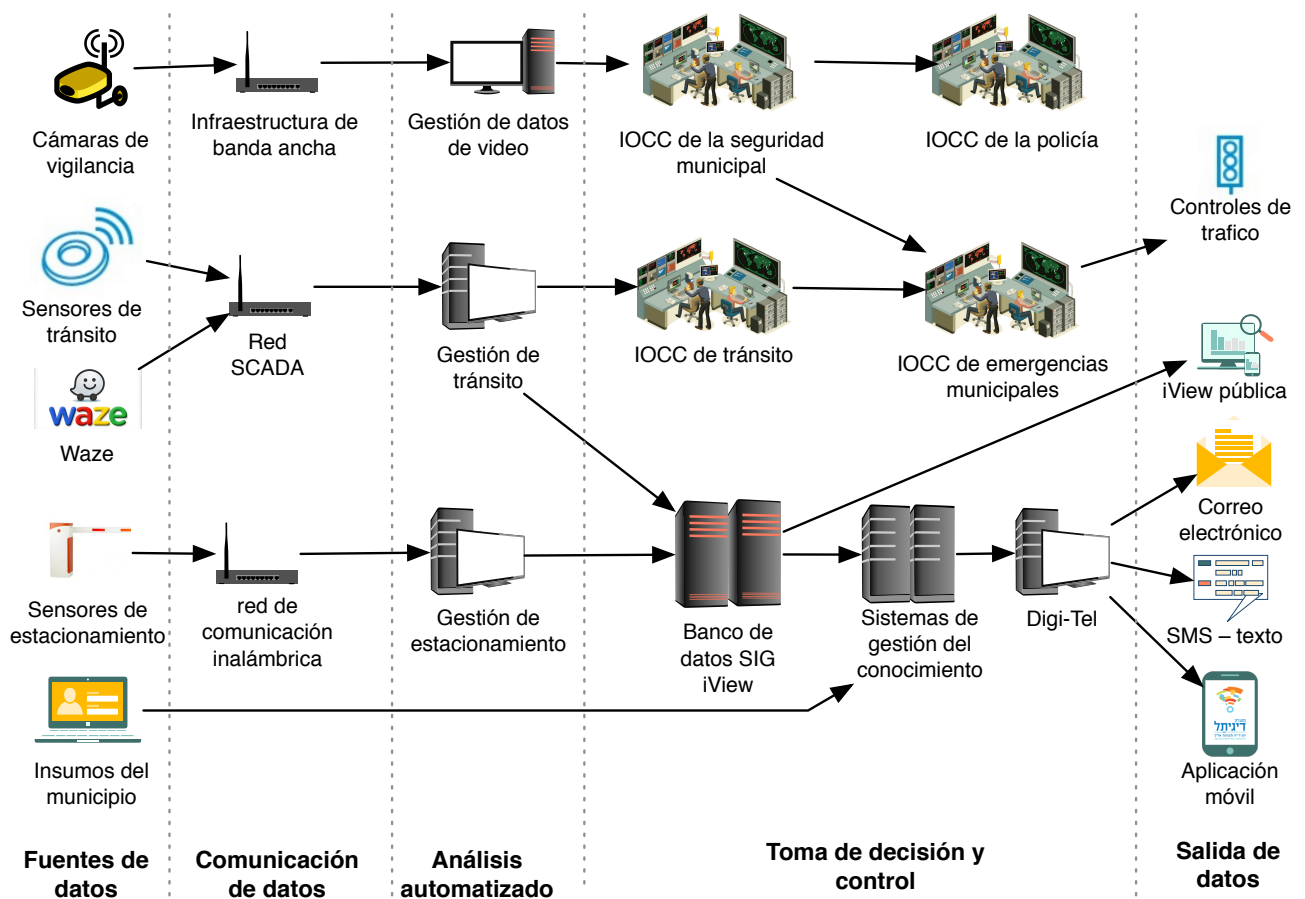 Cámaras de
vigilancia
Infraestructura de
banda ancha
Gestión de datos
de video
IOCC de la seguridad
municipal
IOCC de la policía
Controles de
trafico
Sensores de
tránsito
Red
SCADA
Gestión de
tránsito
IOCC de tránsito
IOCC de emergencias
municipales
iView pública
waze
Waze
Correo
electrónico
Sensores de
estacionamiento
red de
comunicación
inalámbrica
Gestión de
estacionamiento
Banco de
datos SIG
iView
Sistemas de
gestión del
conocimiento
Digi-Tel
SMS – texto
דיגיתל
Insumos del
municipio
Aplicación
móvil
Fuentes de
datos
Comunicación
de datos
Análisis
automatizado
Toma de decisión y
control
Salida de
datos